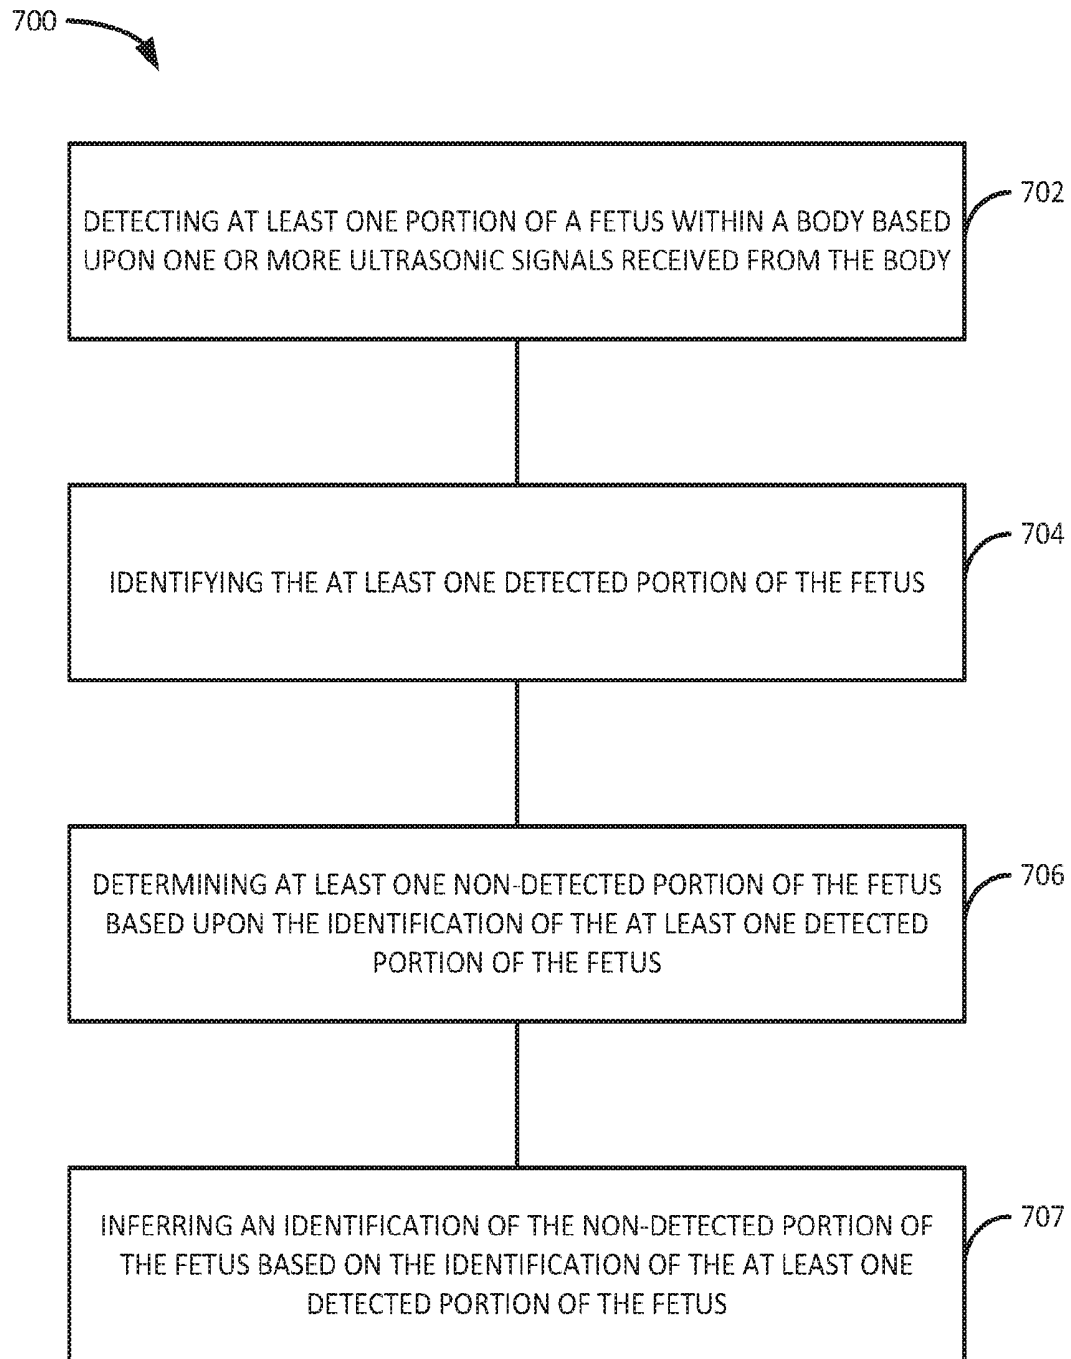 700
702
DETECTING AT LEAST ONE PORTION OF A FETUS WITHIN A BODY BASED
UPON ONE OR MORE ULTRASONIC SIGNALS RECEIVED FROM THE BODY
704
IDENTIFYING THE AT LEAST ONE DETECTED PORTION OF THE FETUS
706
DETERMINING AT LEAST ONE NON-DETECTED PORTION OF THE FETUS
BASED UPON THE IDENTIFICATION OF THE AT LEAST ONE DETECTED
PORTION OF THE FETUS
707
INFERRING AN IDENTIFICATION OF THE NON-DETECTED PORTION OF
THE FETUS BASED ON THE IDENTIFICATION OF THE AT LEAST ONE
DETECTED PORTION OF THE FETUS